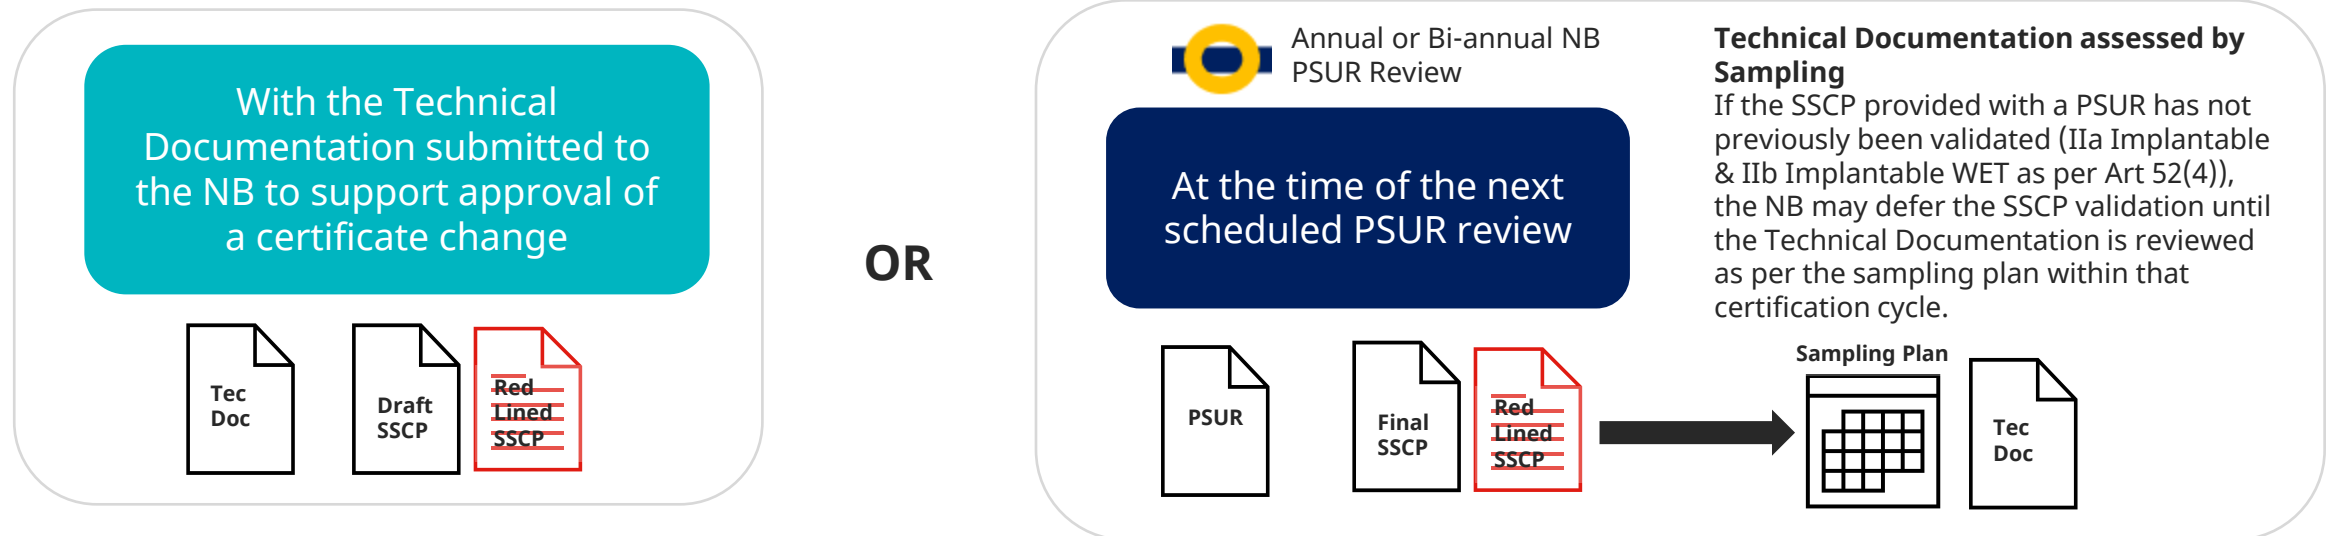 With the Technical
Documentation submitted to
the NB to support approval of
a certificate change
Tec
Doc
Draft
SSCP
Red
Lined
SSCP
OR
Annual or Bi-annual NB
PSUR Review
At the time of the next
scheduled PSUR review
PSUR
Final
SSCP
Red
Lined
SSCP
Technical Documentation assessed by
Sampling
If the SSCP provided with a PSUR has not
previously been validated (IIa Implantable
& IIb Implantable WET as per Art 52(4)),
the NB may defer the SSCP validation until
the Technical Documentation is reviewed
as per the sampling plan within that
certification cycle.
Sampling Plan
Tec
Doc